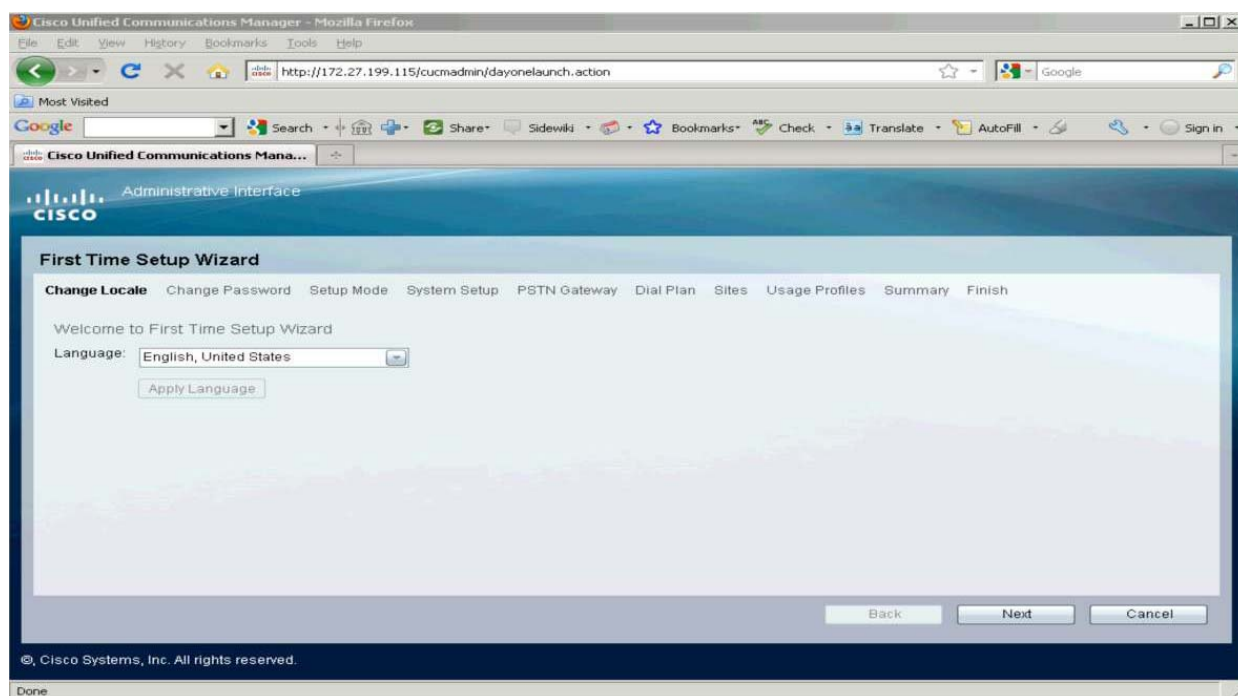 Cisco Unified Communications Manager - Mozilla Firefox
File Edit View History Bookmarks Tools Help
http://172.27.199.115/cucmadmin/dayonelaunch.action
Google
Most Visited
Google Search Share Sidewiki Bookmarks Check Translate AutoFill Sign in
Cisco Unified Communications Mana...
CISCO
Administrative Interface
First Time Setup Wizard
Change Locale Change Password Setup Mode System Setup PSTN Gateway Dial Plan Sites Usage Profiles Summary Finish
Welcome to First Time Setup Wizard
Language: English, United States
Apply Language
Back Next Cancel
©, Cisco Systems, Inc. All rights reserved.
Done